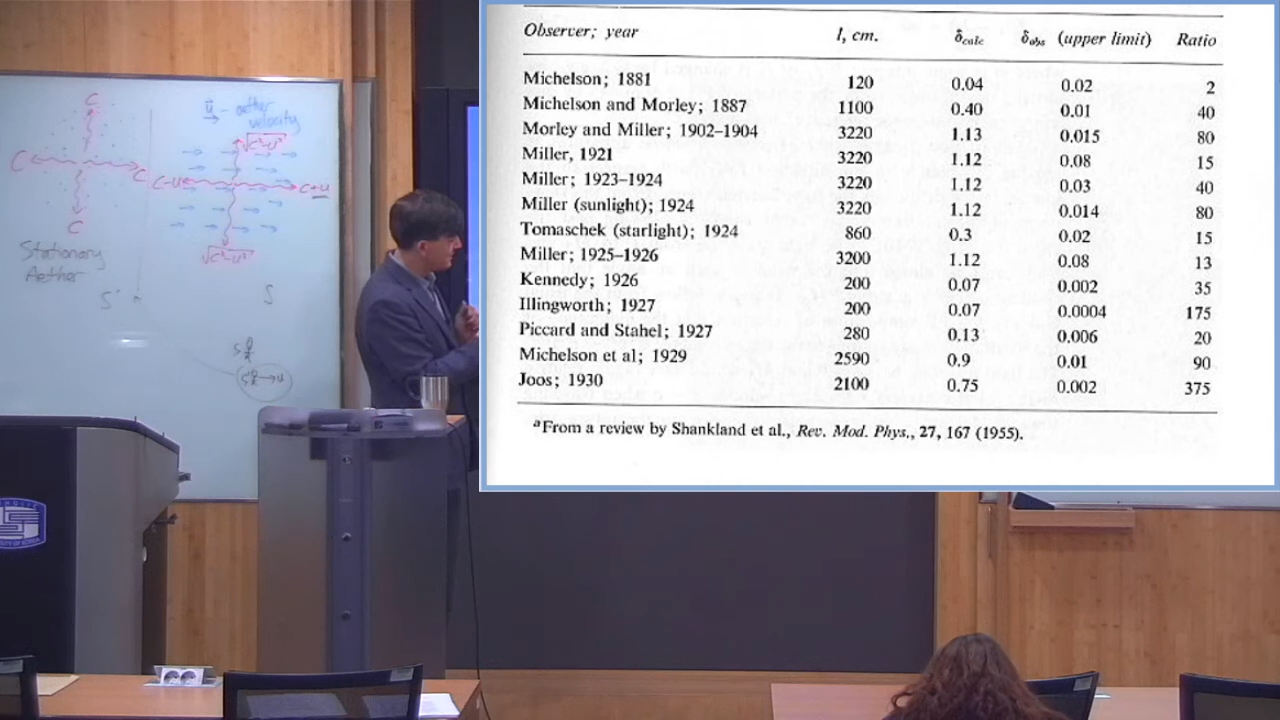 C
C C
C
Stationary
Aether
u – aether
velocity
√c²-u²
C-u C+u
√c²-u²
S' S
S
S' → u
Observer; year l, cm. δcalc δobs (upper limit) Ratio
Michelson; 1881 120 0.04 0.02 2
Michelson and Morley; 1887 1100 0.40 0.01 40
Morley and Miller; 1902–1904 3220 1.13 0.015 80
Miller, 1921 3220 1.12 0.08 15
Miller; 1923–1924 3220 1.12 0.03 40
Miller (sunlight); 1924 3220 1.12 0.014 80
Tomaschek (starlight); 1924 860 0.3 0.02 15
Miller; 1925–1926 3200 1.12 0.08 13
Kennedy; 1926 200 0.07 0.002 35
Illingworth; 1927 200 0.07 0.0004 175
Piccard and Stahel; 1927 280 0.13 0.006 20
Michelson et al; 1929 2590 0.9 0.01 90
Joos; 1930 2100 0.75 0.002 375
ᵃFrom a review by Shankland et al., Rev. Mod. Phys., 27, 167 (1955).